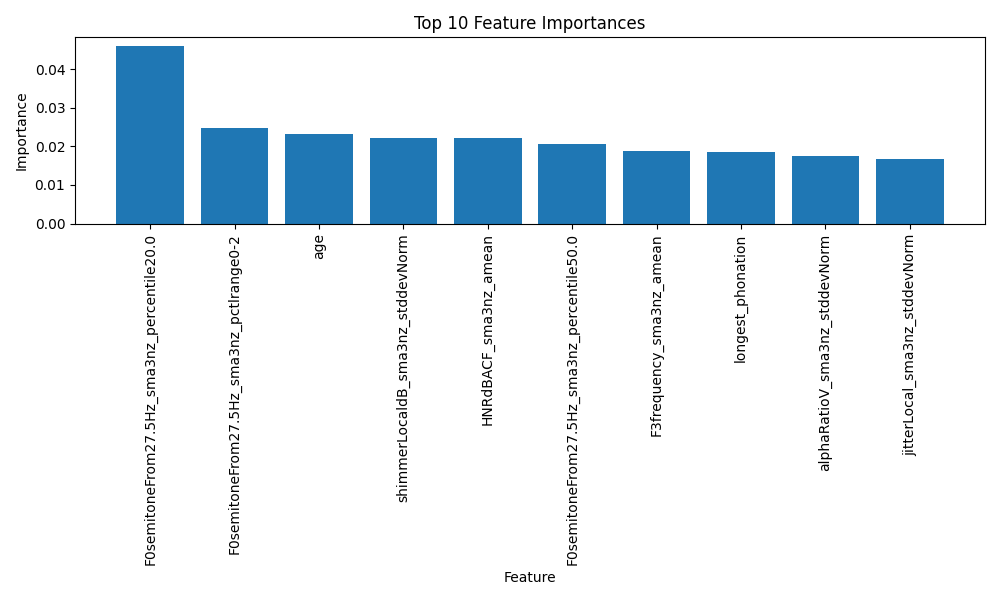 Top 10 Feature Importances
Importance
0.04
0.03
0.02
0.01
0.00
F0semitoneFrom27.5Hz_sma3nz_percentile20.0
F0semitoneFrom27.5Hz_sma3nz_pctlrange0-2
age
shimmerLocaldB_sma3nz_stddevNorm
HNRdBACF_sma3nz_amean
F0semitoneFrom27.5Hz_sma3nz_percentile50.0
F3frequency_sma3nz_amean
longest_phonation
alphaRatioV_sma3nz_stddevNorm
jitterLocal_sma3nz_stddevNorm
Feature